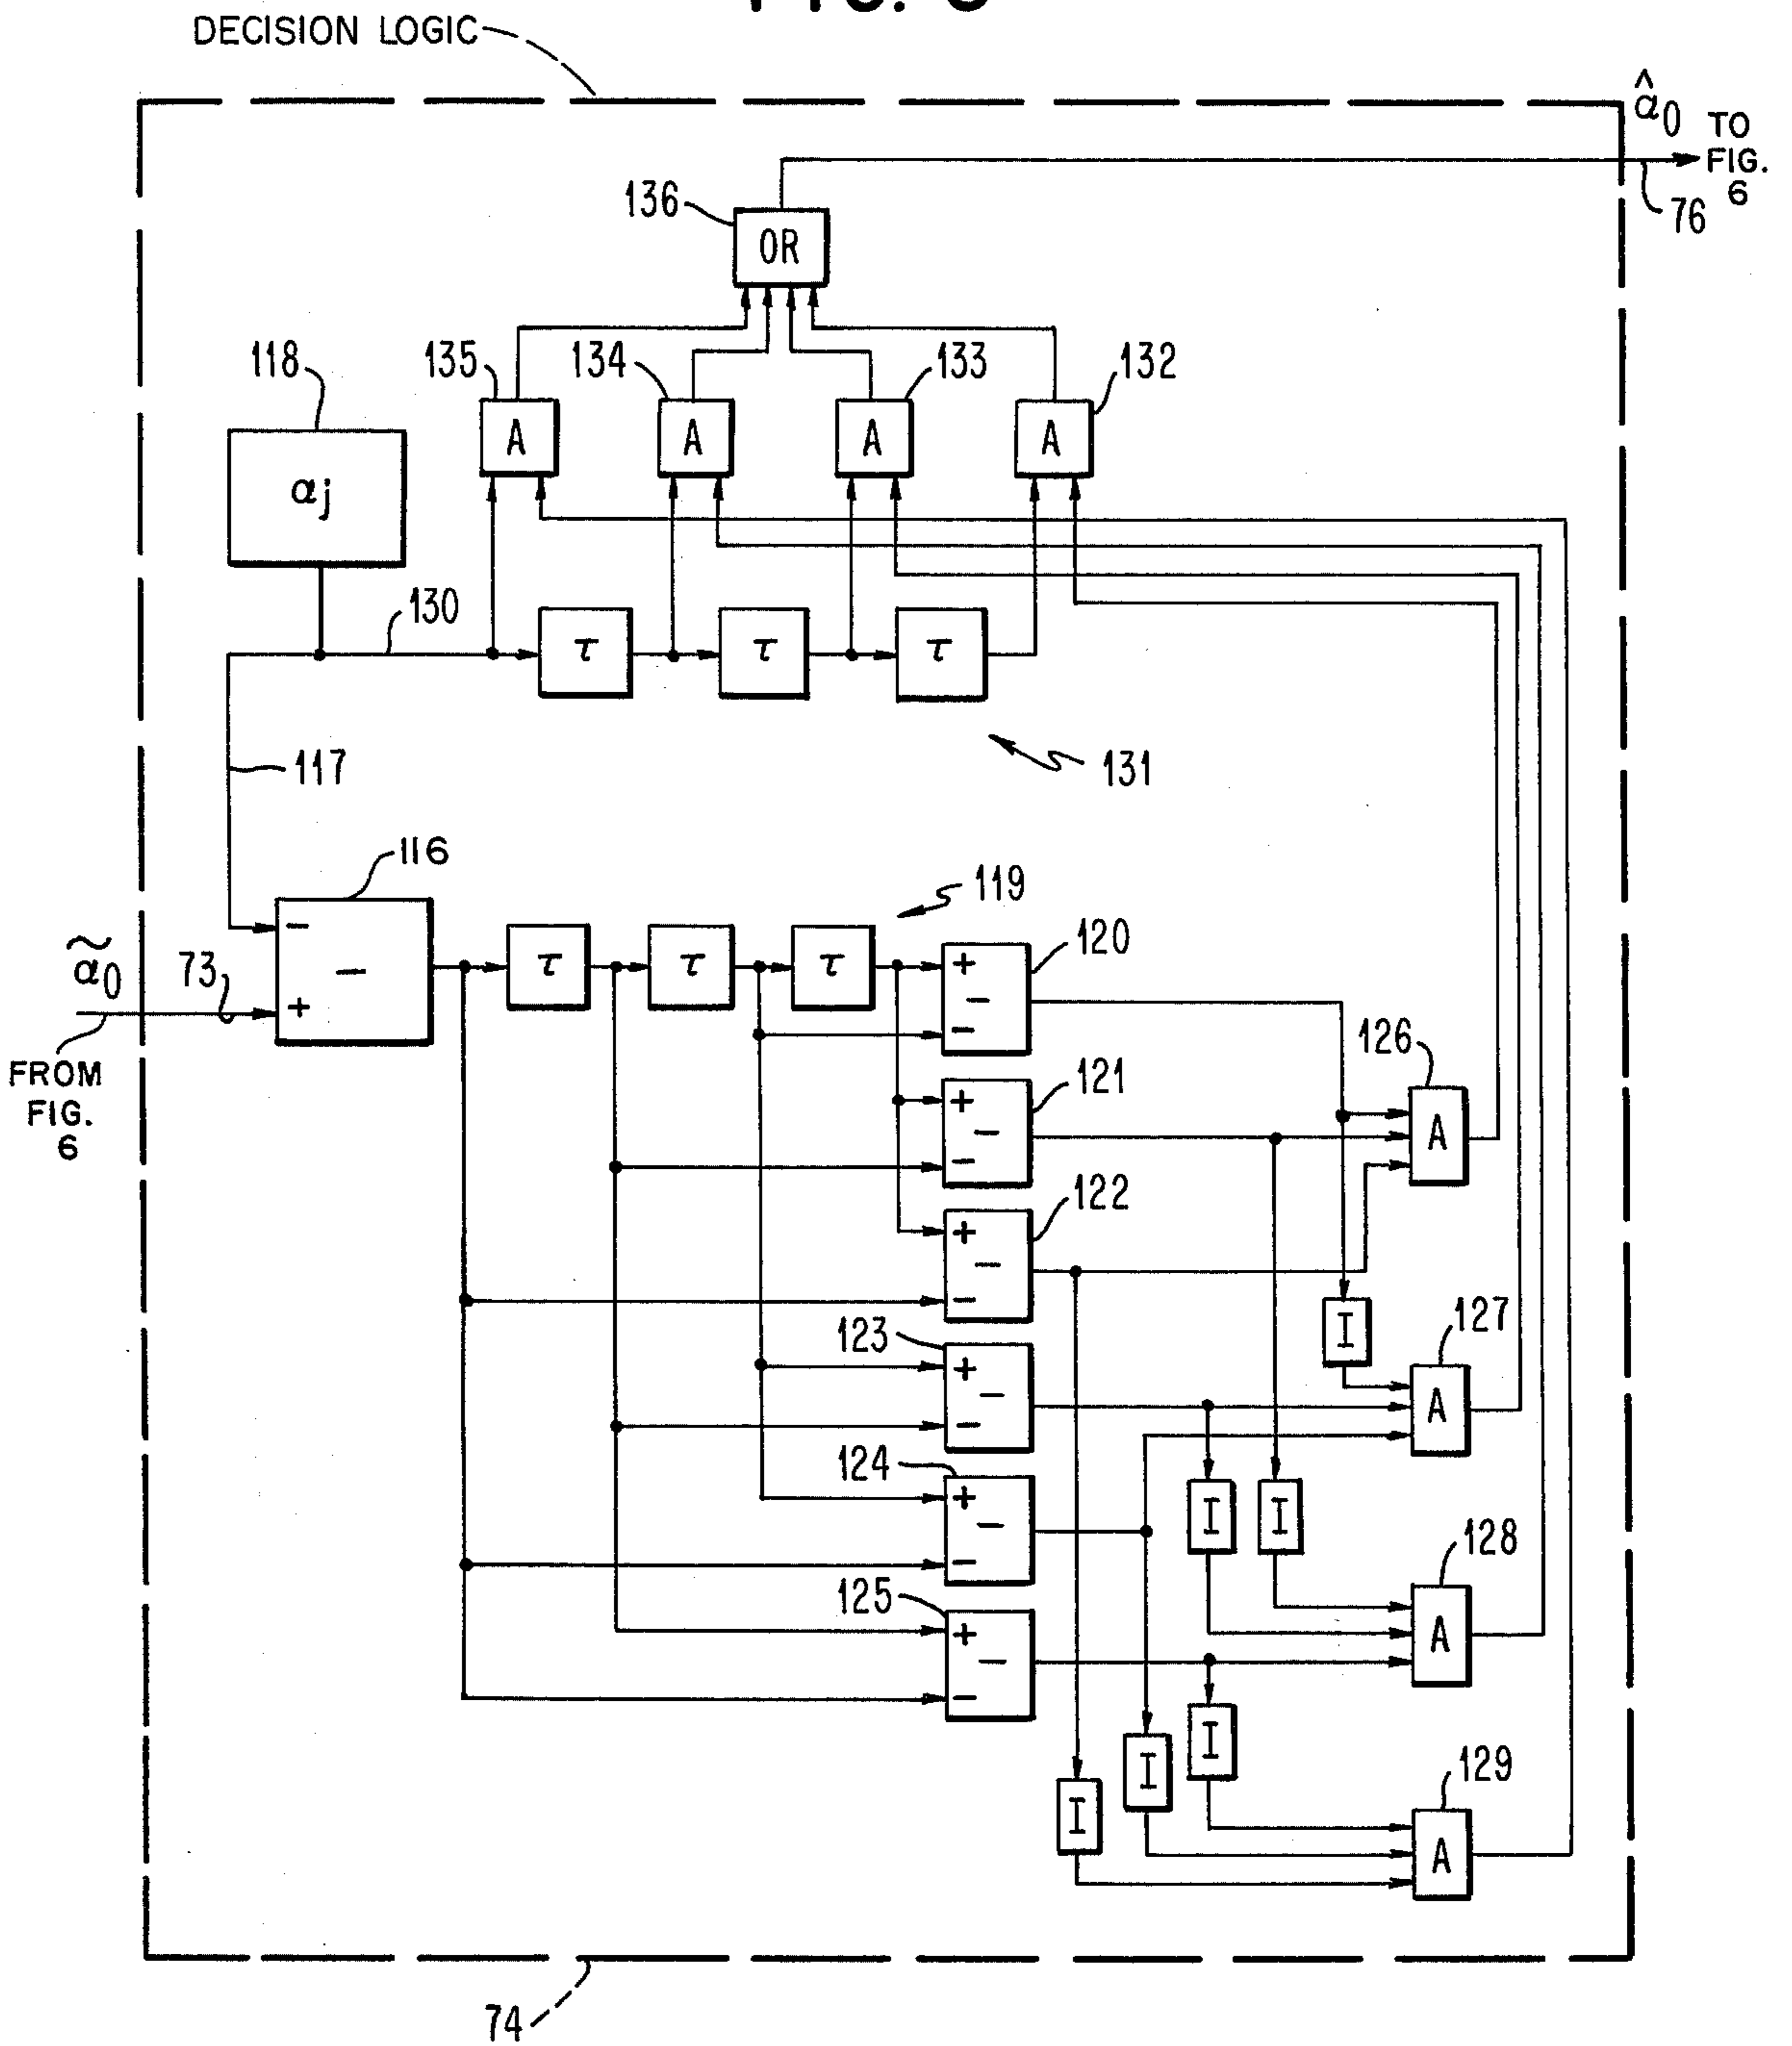 DECISION LOGIC
α̂0 TO
FIG.
6
76
136
OR
118
135
134
133
132
αj
A
A
A
A
130
τ
τ
τ
117
131
116
119
α̃0
73
−
−
+
τ
τ
τ
120
+
−
−
FROM
FIG.
6
126
A
121
+
−
−
122
+
−
−
I
123
+
−
−
127
A
124
+
−
−
I
I
128
A
125
+
−
−
I
I
I
129
A
74